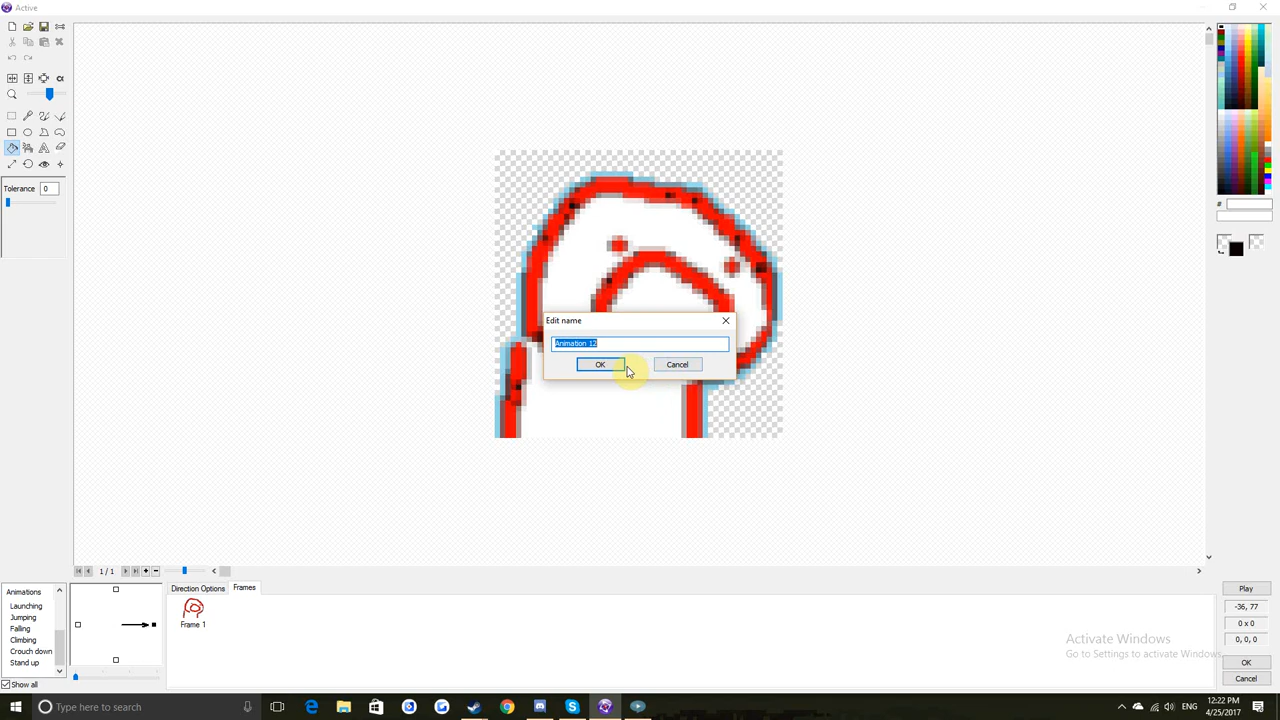 Active
Tolerance 0
#
Edit name
Animation 12
OK Cancel
1 / 1
Animations
Launching
Jumping
Falling
Climbing
Crouch down
Stand up
Show all
Direction Options Frames
Frame 1
Play
-36, 77
0 x 0
0, 0, 0
OK
Cancel
Activate Windows
Go to Settings to activate Windows.
Type here to search
12:22 PM
4/25/2017